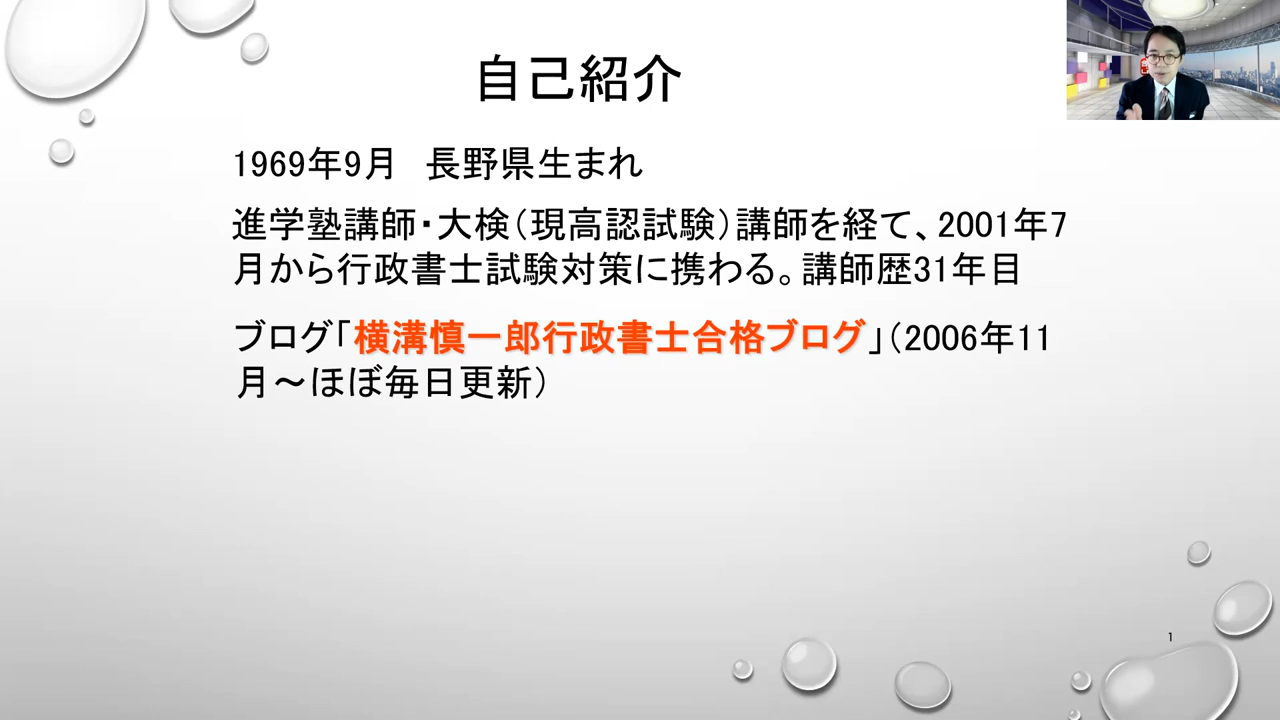 自己紹介
1969年9月　長野県生まれ
進学塾講師・大検（現高認試験）講師を経て、2001年7
月から行政書士試験対策に携わる。講師歴31年目
ブログ「横溝慎一郎行政書士合格ブログ」（2006年11
月～ほぼ毎日更新）
1